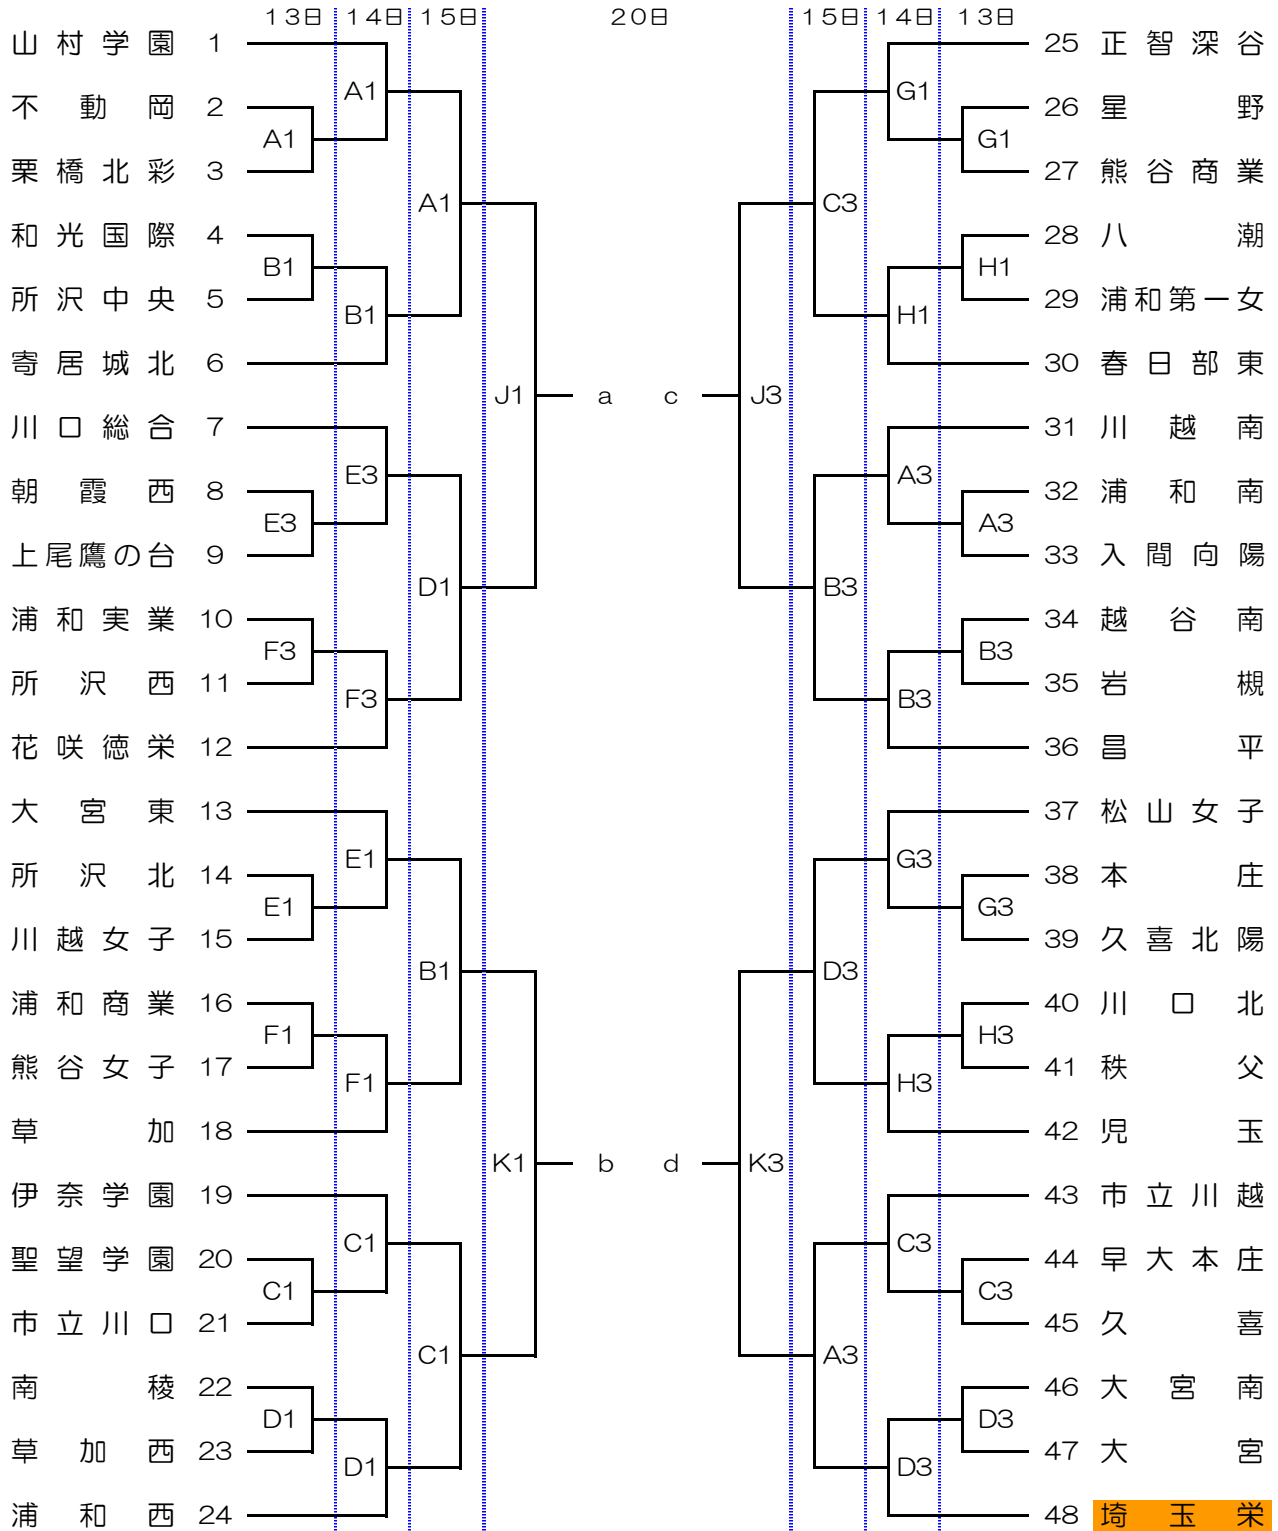 13日 14日 15日 20日 15日 14日 13日
山村学園 1 25 正智深谷
A1 G1
不動岡 2 26 星野
A1 G1
栗橋北彩 3 27 熊谷商業
A1 C3
和光国際 4 28 八潮
B1 H1
所沢中央 5 29 浦和第一女
B1 H1
寄居城北 6 30 春日部東
J1 a c J3
川口総合 7 31 川越南
E3 A3
朝霞西 8 32 浦和南
E3 A3
上尾鷹の台 9 33 入間向陽
D1 B3
浦和実業 10 34 越谷南
F3 B3
所沢西 11 35 岩槻
F3 B3
花咲徳栄 12 36 昌平
大宮東 13 37 松山女子
E1 G3
所沢北 14 38 本庄
E1 G3
川越女子 15 39 久喜北陽
B1 D3
浦和商業 16 40 川口北
F1 H3
熊谷女子 17 41 秩父
F1 H3
草加 18 42 児玉
K1 b d K3
伊奈学園 19 43 市立川越
C1 C3
聖望学園 20 44 早大本庄
C1 C3
市立川口 21 45 久喜
C1 A3
南稜 22 46 大宮南
D1 D3
草加西 23 47 大宮
D1 D3
浦和西 24 48 埼玉栄